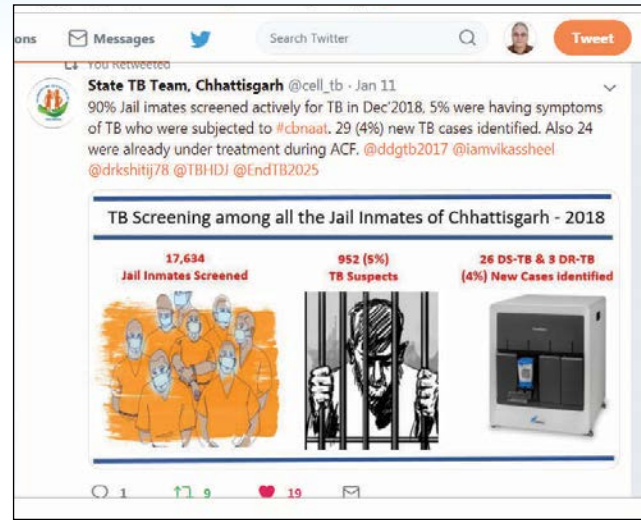 ons Messages Search Twitter Tweet
You Retweeted
State TB Team, Chhattisgarh @cell_tb · Jan 11
90% Jail imates screened actively for TB in Dec'2018, 5% were having symptoms
of TB who were subjected to #cbnaat. 29 (4%) new TB cases identified. Also 24
were already under treatment during ACF. @ddgtb2017 @iamvikassheel
@drkshitij78 @TBHDJ @EndTB2025
TB Screening among all the Jail Inmates of Chhattisgarh - 2018
17,634
Jail Inmates Screened
952 (5%)
TB Suspects
26 DS-TB & 3 DR-TB
(4%) New Cases identified
1 9 19